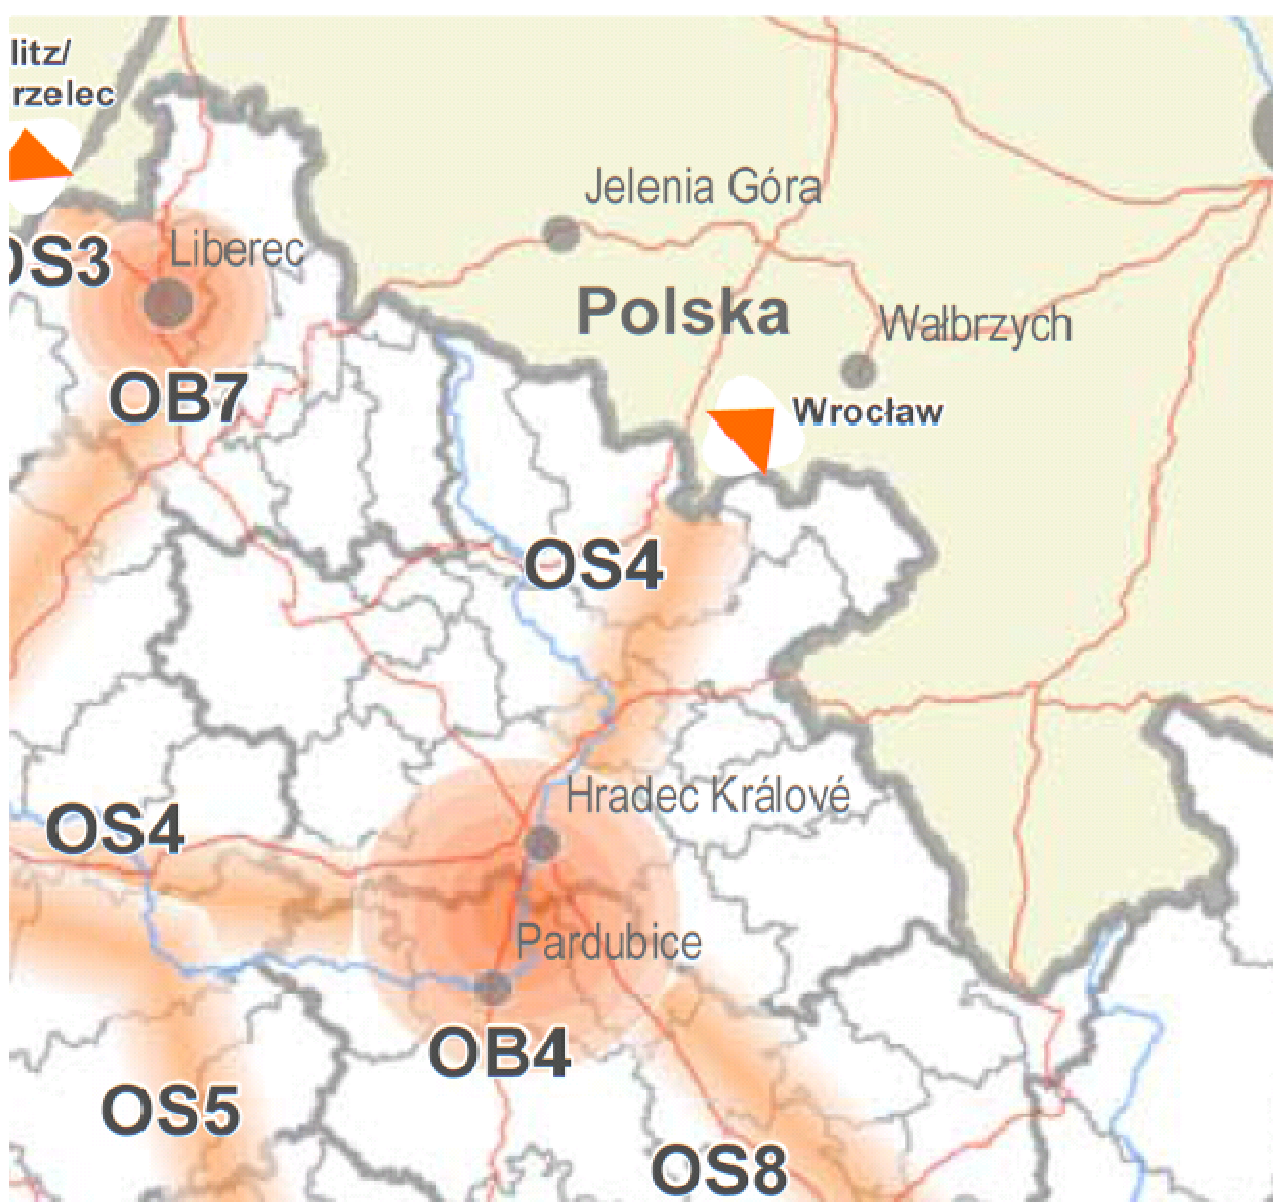 litz/
rzelec
Jelenia Góra
Liberec
OS3
Polska
Wałbrzych
OB7
Wrocław
OS4
Hradec Králové
OS4
Pardubice
OB4
OS5
OS8